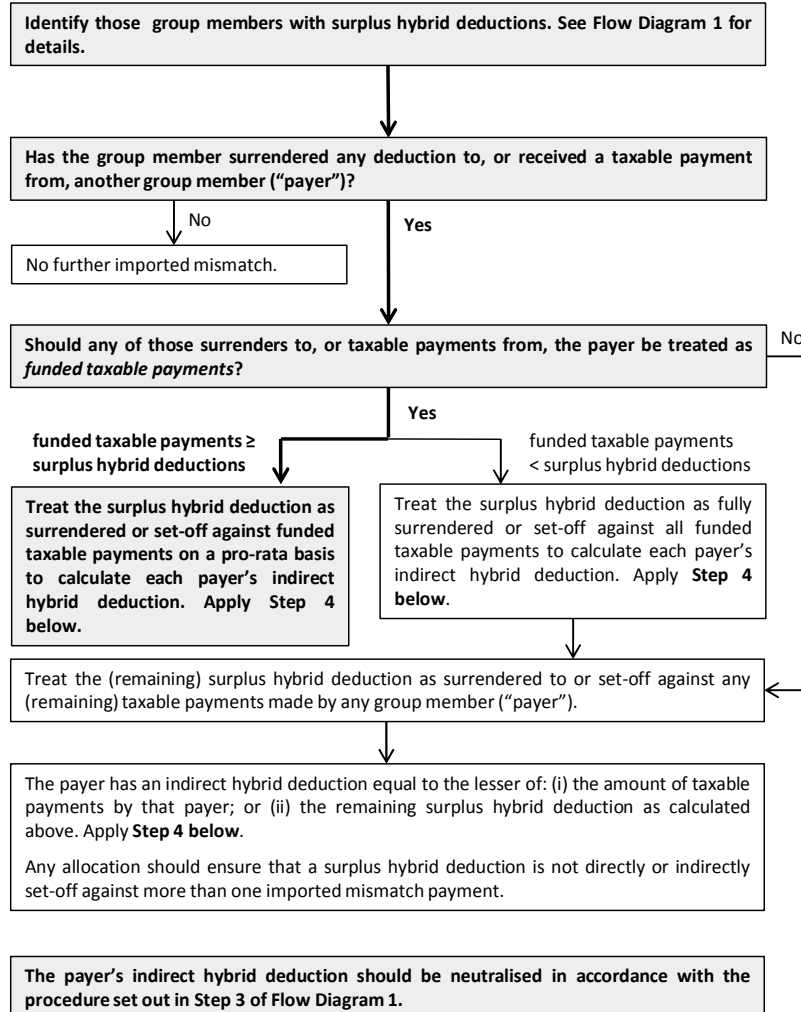 Identify those group members with surplus hybrid deductions. See Flow Diagram 1 for
details.
Has the group member surrendered any deduction to, or received a taxable payment
from, another group member (“payer”)?
No
Yes
No further imported mismatch.
Should any of those surrenders to, or taxable payments from, the payer be treated as
funded taxable payments?
No
Yes
funded taxable payments ≥
surplus hybrid deductions
funded taxable payments
< surplus hybrid deductions
Treat the surplus hybrid deduction as
surrendered or set-off against funded
taxable payments on a pro-rata basis
to calculate each payer’s indirect
hybrid deduction. Apply Step 4
below.
Treat the surplus hybrid deduction as fully
surrendered or set-off against all funded
taxable payments to calculate each payer’s
indirect hybrid deduction. Apply Step 4
below.
Treat the (remaining) surplus hybrid deduction as surrendered to or set-off against any
(remaining) taxable payments made by any group member (“payer”).
The payer has an indirect hybrid deduction equal to the lesser of: (i) the amount of taxable
payments by that payer; or (ii) the remaining surplus hybrid deduction as calculated
above. Apply Step 4 below.
Any allocation should ensure that a surplus hybrid deduction is not directly or indirectly
set-off against more than one imported mismatch payment.
The payer’s indirect hybrid deduction should be neutralised in accordance with the
procedure set out in Step 3 of Flow Diagram 1.